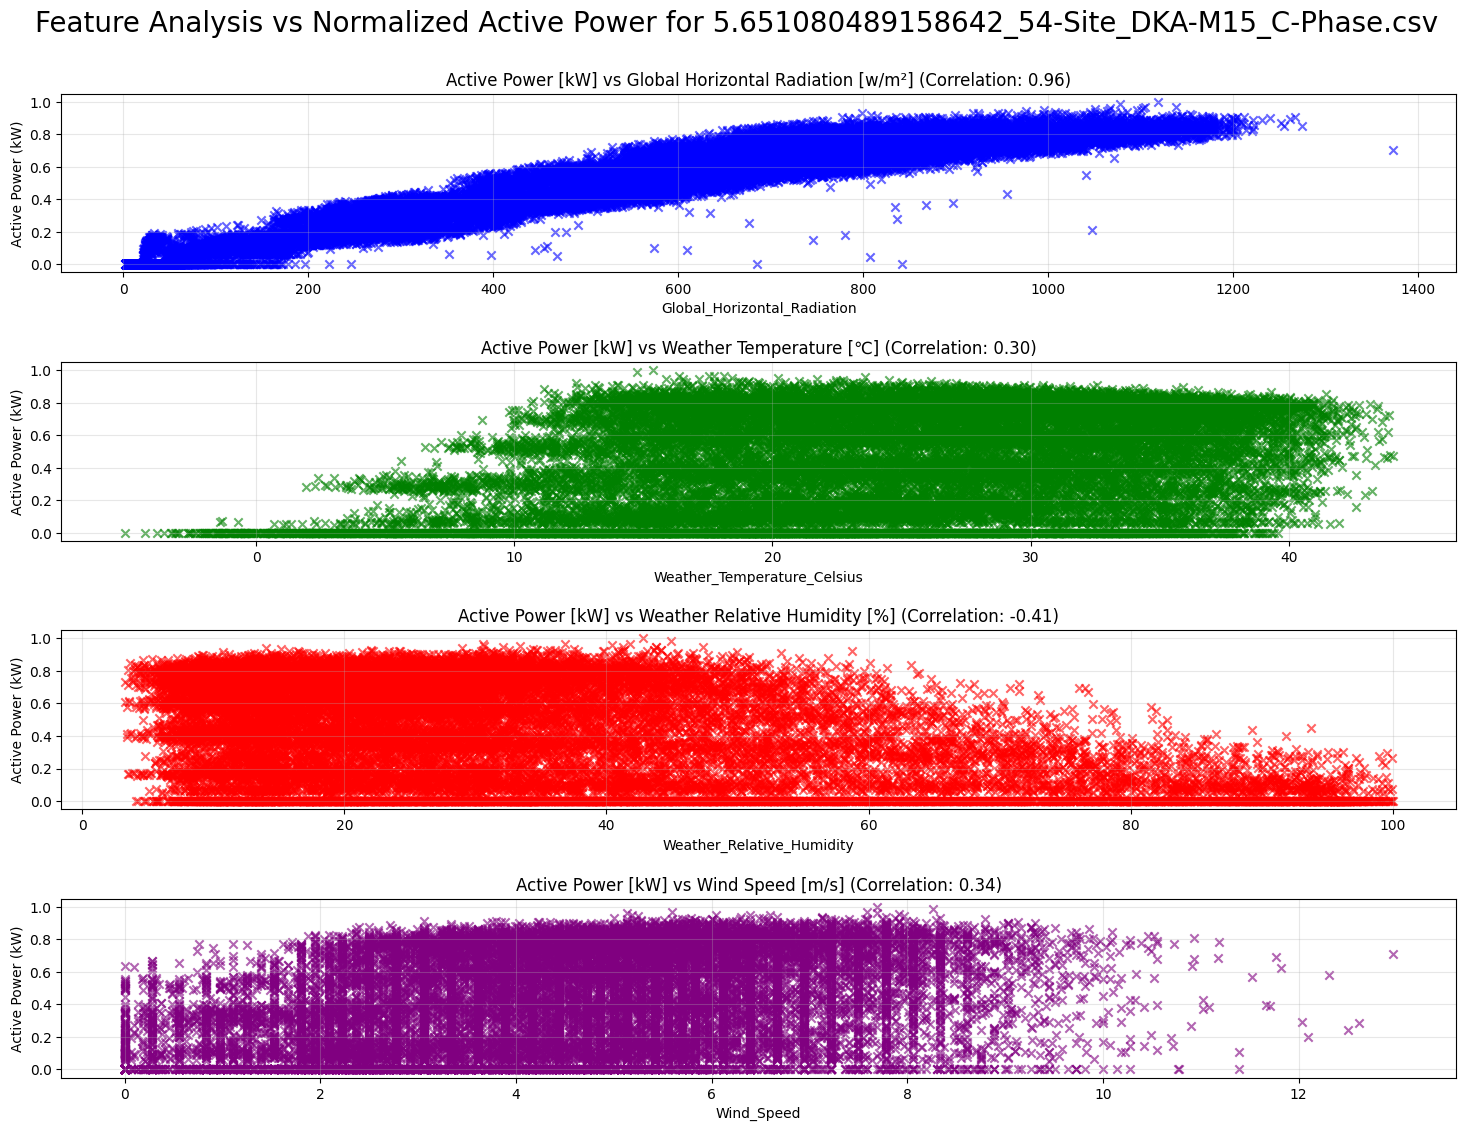 Feature Analysis vs Normalized Active Power for 5.651080489158642_54-Site_DKA-M15_C-Phase.csv
Active Power [kW] vs Global Horizontal Radiation [w/m²] (Correlation: 0.96)
Active Power (kW)
1.0
0.8
0.6
0.4
0.2
0.0
0 200 400 600 800 1000 1200 1400
Global_Horizontal_Radiation
Active Power [kW] vs Weather Temperature [℃] (Correlation: 0.30)
Active Power (kW)
1.0
0.8
0.6
0.4
0.2
0.0
0 10 20 30 40
Weather_Temperature_Celsius
Active Power [kW] vs Weather Relative Humidity [%] (Correlation: -0.41)
Active Power (kW)
1.0
0.8
0.6
0.4
0.2
0.0
0 20 40 60 80 100
Weather_Relative_Humidity
Active Power [kW] vs Wind Speed [m/s] (Correlation: 0.34)
Active Power (kW)
1.0
0.8
0.6
0.4
0.2
0.0
0 2 4 6 8 10 12
Wind_Speed